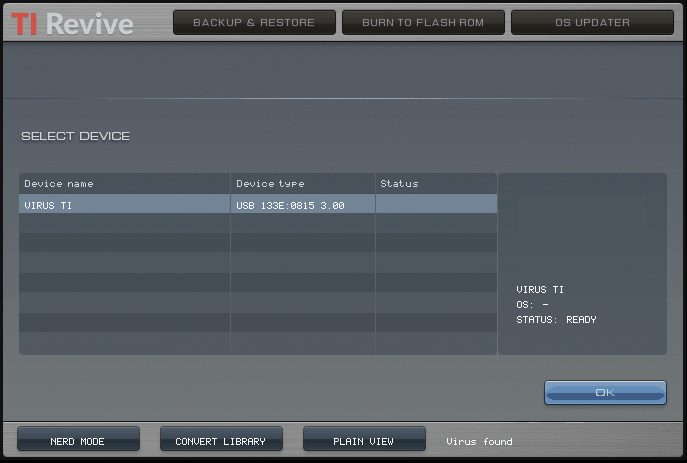 TI Revive
BACKUP & RESTORE
BURN TO FLASH ROM
OS UPDATER
SELECT DEVICE
Device name Device type Status
VIRUS TI USB 133E:0815 3.00
VIRUS TI
OS: -
STATUS: READY
OK
NERD MODE
CONVERT LIBRARY
PLAIN VIEW
Virus found